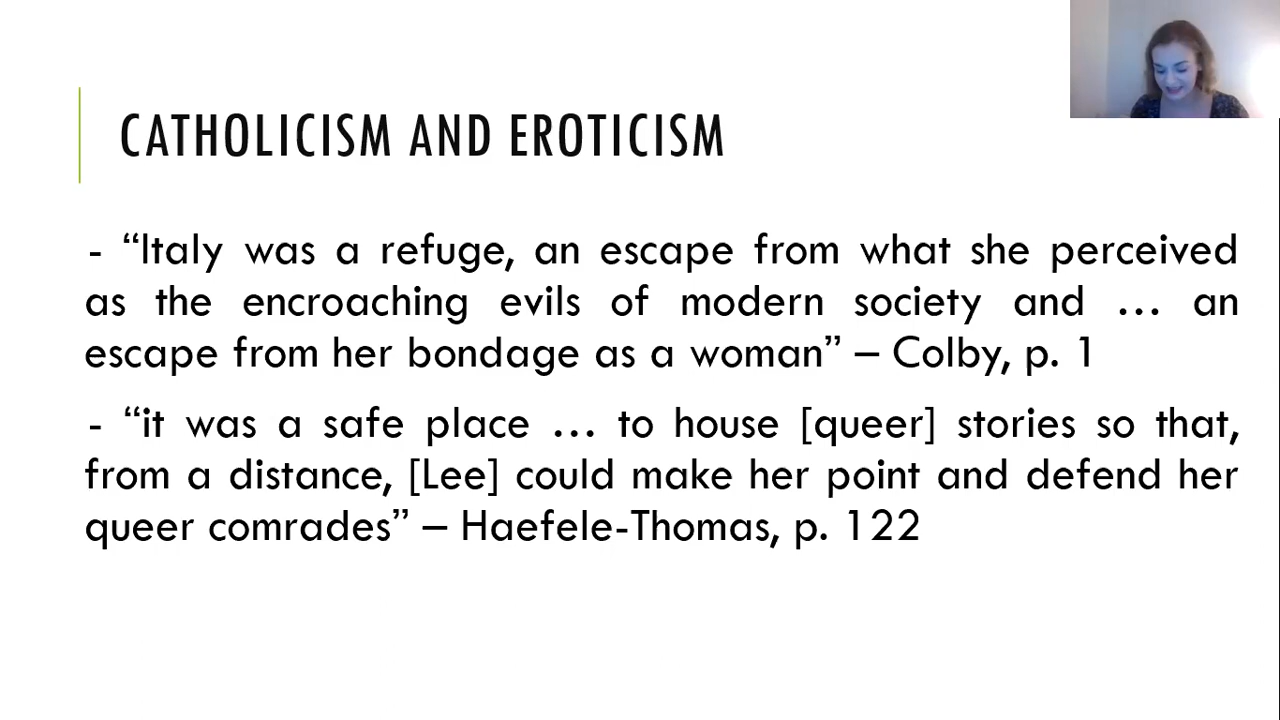 CATHOLICISM AND EROTICISM
- “Italy was a refuge, an escape from what she perceived
as the encroaching evils of modern society and … an
escape from her bondage as a woman” – Colby, p. 1
- “it was a safe place … to house [queer] stories so that,
from a distance, [Lee] could make her point and defend her
queer comrades” – Haefele-Thomas, p. 122